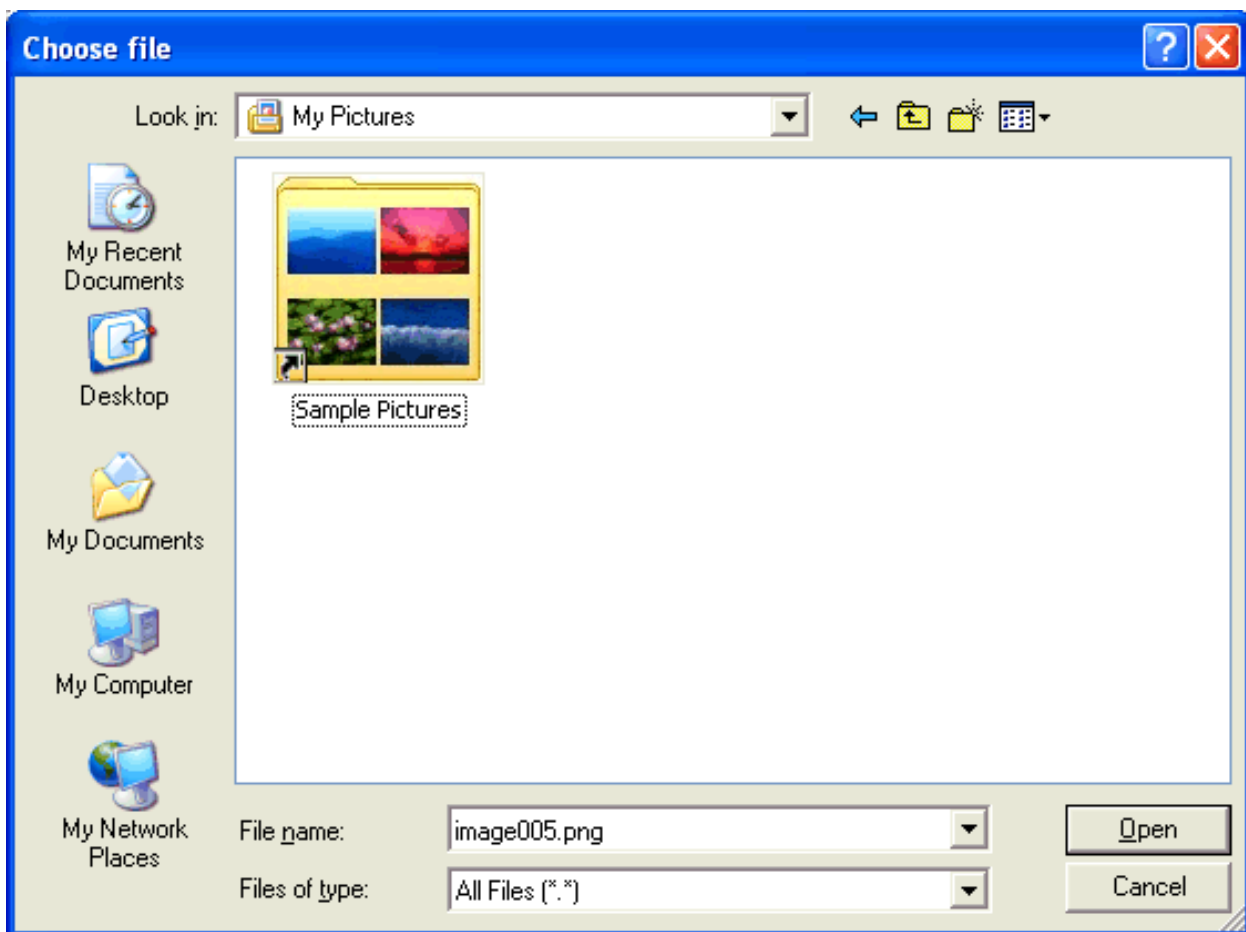 Choose file
?
Look in:
My Pictures
My Recent
Documents
Desktop
My Documents
My Computer
My Network
Places
Sample Pictures
File name:
image005.png
Open
Files of type:
All Files (*.*)
Cancel